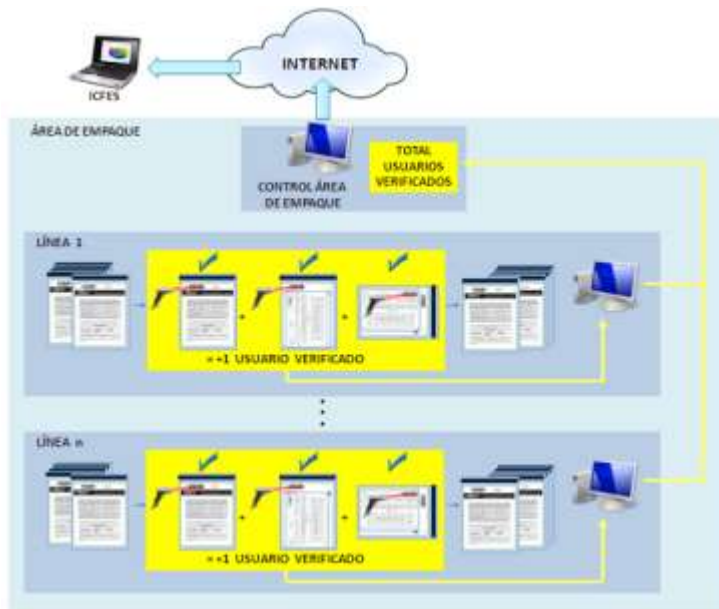 INTERNET
ICFES
ÁREA DE EMPAQUE
TOTAL
USUARIOS
VERIFICADOS
CONTROL ÁREA
DE EMPAQUE
LÍNEA 1
= +1 USUARIO VERIFICADO
LÍNEA n
= +1 USUARIO VERIFICADO